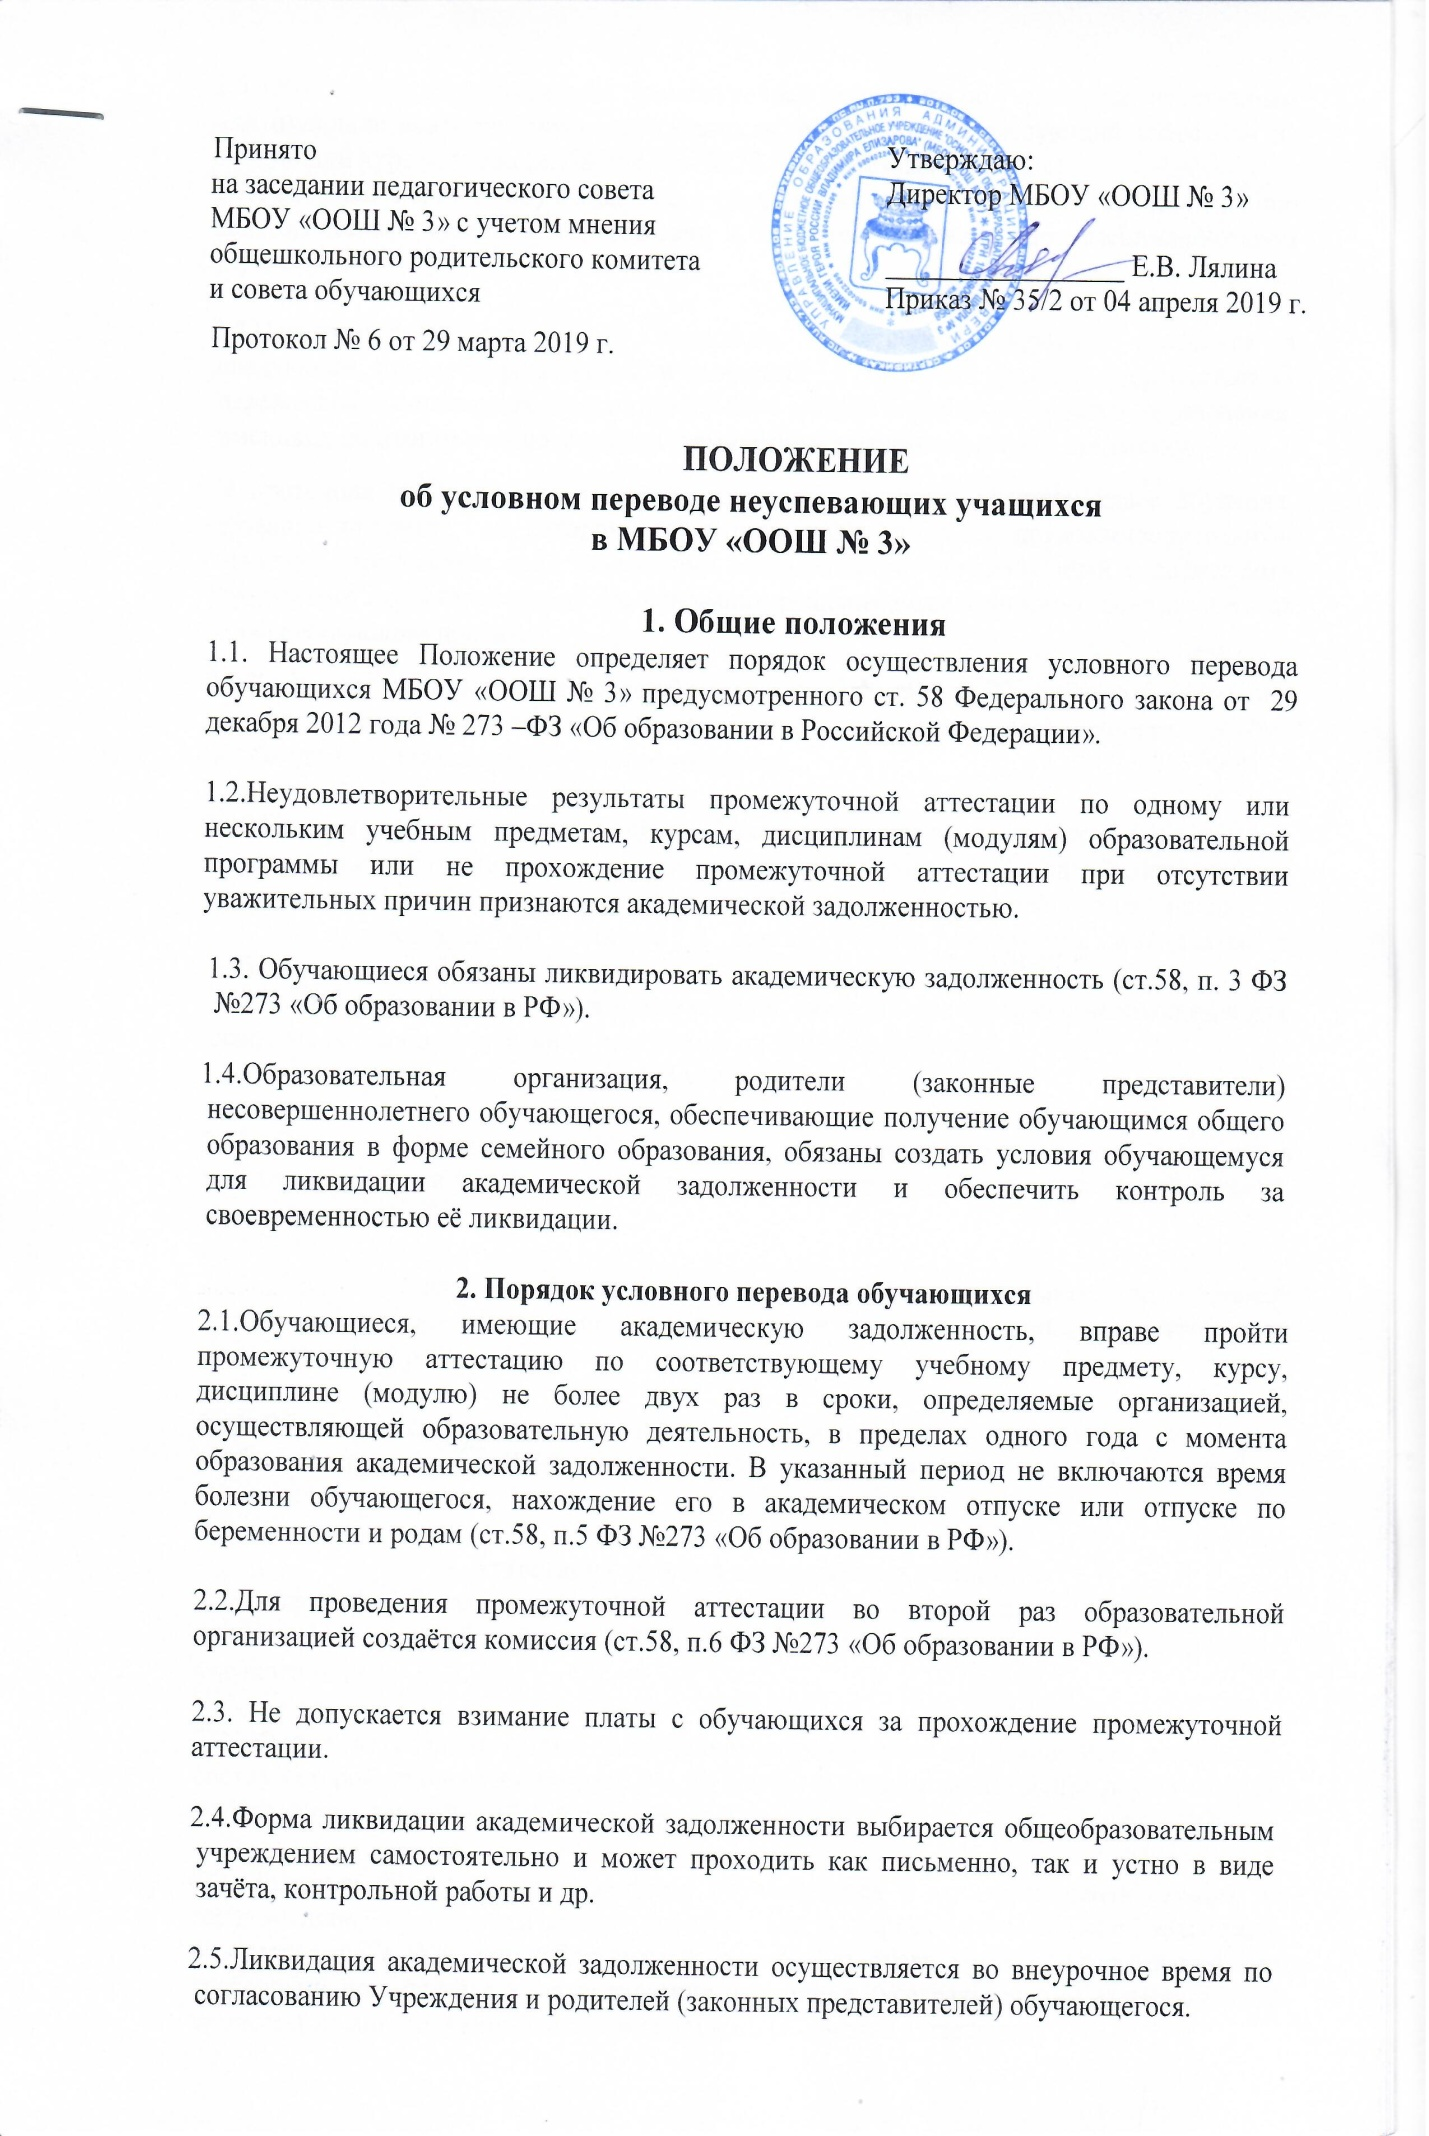 Принято
на заседании педагогического совета
МБОУ «ООШ № 3» с учетом мнения
общешкольного родительского комитета
и совета обучающихся
Протокол № 6 от 29 марта 2019 г.
Утверждаю:
Директор МБОУ «ООШ № 3»
Е.В. Лялина
Приказ № 35/2 от 04 апреля 2019 г.
ПОЛОЖЕНИЕ
об условном переводе неуспевающих учащихся
в МБОУ «ООШ № 3»
1. Общие положения
1.1. Настоящее Положение определяет порядок осуществления условного перевода
обучающихся МБОУ «ООШ № 3» предусмотренного ст. 58 Федерального закона от 29
декабря 2012 года № 273 –ФЗ «Об образовании в Российской Федерации».
1.2.Неудовлетворительные результаты промежуточной аттестации по одному или
нескольким учебным предметам, курсам, дисциплинам (модулям) образовательной
программы или не прохождение промежуточной аттестации при отсутствии
уважительных причин признаются академической задолженностью.
1.3. Обучающиеся обязаны ликвидировать академическую задолженность (ст.58, п. 3 ФЗ
№273 «Об образовании в РФ»).
1.4.Образовательная организация, родители (законные представители)
несовершеннолетнего обучающегося, обеспечивающие получение обучающимся общего
образования в форме семейного образования, обязаны создать условия обучающемуся
для ликвидации академической задолженности и обеспечить контроль за
своевременностью её ликвидации.
2. Порядок условного перевода обучающихся
2.1.Обучающиеся, имеющие академическую задолженность, вправе пройти
промежуточную аттестацию по соответствующему учебному предмету, курсу,
дисциплине (модулю) не более двух раз в сроки, определяемые организацией,
осуществляющей образовательную деятельность, в пределах одного года с момента
образования академической задолженности. В указанный период не включаются время
болезни обучающегося, нахождение его в академическом отпуске или отпуске по
беременности и родам (ст.58, п.5 ФЗ №273 «Об образовании в РФ»).
2.2.Для проведения промежуточной аттестации во второй раз образовательной
организацией создаётся комиссия (ст.58, п.6 ФЗ №273 «Об образовании в РФ»).
2.3. Не допускается взимание платы с обучающихся за прохождение промежуточной
аттестации.
2.4.Форма ликвидации академической задолженности выбирается общеобразовательным
учреждением самостоятельно и может проходить как письменно, так и устно в виде
зачёта, контрольной работы и др.
2.5.Ликвидация академической задолженности осуществляется во внеурочное время по
согласованию Учреждения и родителей (законных представителей) обучающегося.